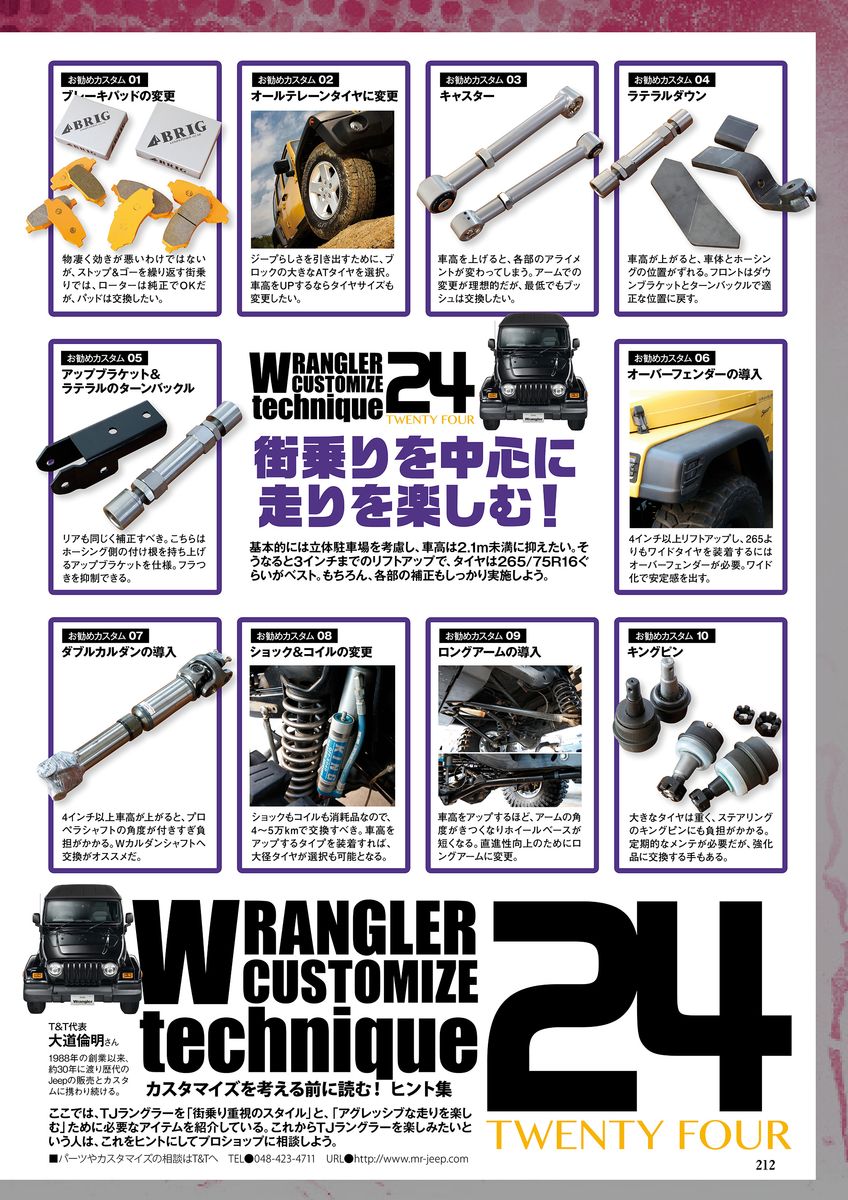 お勧めカスタム 01
ブレーキパッドの変更
ABRIG
ABRIG
物凄く効きが悪いわけではない
が、ストップ&ゴーを繰り返す街乗
りでは、ローターは純正でOKだ
が、パッドは交換したい。
お勧めカスタム 02
オールテレーンタイヤに変更
ジープらしさを引き出すために、ブ
ロックの大きなATタイヤを選択。
車高をUPするならタイヤサイズも
変更したい。
お勧めカスタム 03
キャスター
車高を上げると、各部のアライメ
ントが変わってしまう。アームでの
変更が理想的だが、最低でもブッ
シュは交換したい。
お勧めカスタム 04
ラテラルダウン
車高が上がると、車体とホーシン
グの位置がずれる。フロントはダウ
ンブラケットとターンバックルで適
正な位置に戻す。
お勧めカスタム 05
アップブラケット&
ラテラルのターンバックル
リアも同じく補正すべき。こちらは
ホーシング側の付け根を持ち上げ
るアップブラケットを仕様。フラつ
きを抑制できる。
WRANGLER
CUSTOMIZE
technique
24
TWENTY FOUR
Wrangler
街乗りを中心に
走りを楽しむ!
基本的には立体駐車場を考慮し、車高は2.1m未満に抑えたい。そ
うなると3インチまでのリフトアップで、タイヤは265/75R16ぐ
らいがベスト。もちろん、各部の補正もしっかり実施しよう。
お勧めカスタム 06
オーバーフェンダーの導入
4インチ以上リフトアップし、265よ
りもワイドタイヤを装着するには
オーバーフェンダーが必要。ワイド
化で安定感を出す。
お勧めカスタム 07
ダブルカルダンの導入
4インチ以上車高が上がると、プロ
ペラシャフトの角度が付きすぎ負
担がかかる。Wカルダンシャフトへ
交換がオススメだ。
お勧めカスタム 08
ショック&コイルの変更
KING
ショックもコイルも消耗品なので、
4〜5万kmで交換すべき。車高を
アップするタイプを装着すれば、
大径タイヤが選択も可能となる。
お勧めカスタム 09
ロングアームの導入
車高をアップするほど、アームの角
度がきつくなりホイールベースが
短くなる。直進性向上のためにロ
ングアームに変更。
お勧めカスタム 10
キングピン
大きなタイヤは重く、ステアリング
のキングピンにも負担がかかる。
定期的なメンテが必要だが、強化
品に交換する手もある。
Wrangler
T&T代表
大道倫明さん
1988年の創業以来、
約30年に渡り歴代の
Jeepの販売とカスタ
ムに携わり続ける。
WRANGLER
CUSTOMIZE
technique
24
TWENTY FOUR
カスタマイズを考える前に読む! ヒント集
ここでは、TJラングラーを「街乗り重視のスタイル」と、「アグレッシブな走りを楽し
む」ために必要なアイテムを紹介している。これからTJラングラーを楽しみたいと
いう人は、これをヒントにしてプロショップに相談しよう。
■パーツやカスタマイズの相談はT&Tへ TEL●048-423-4711 URL●http://www.mr-jeep.com
212